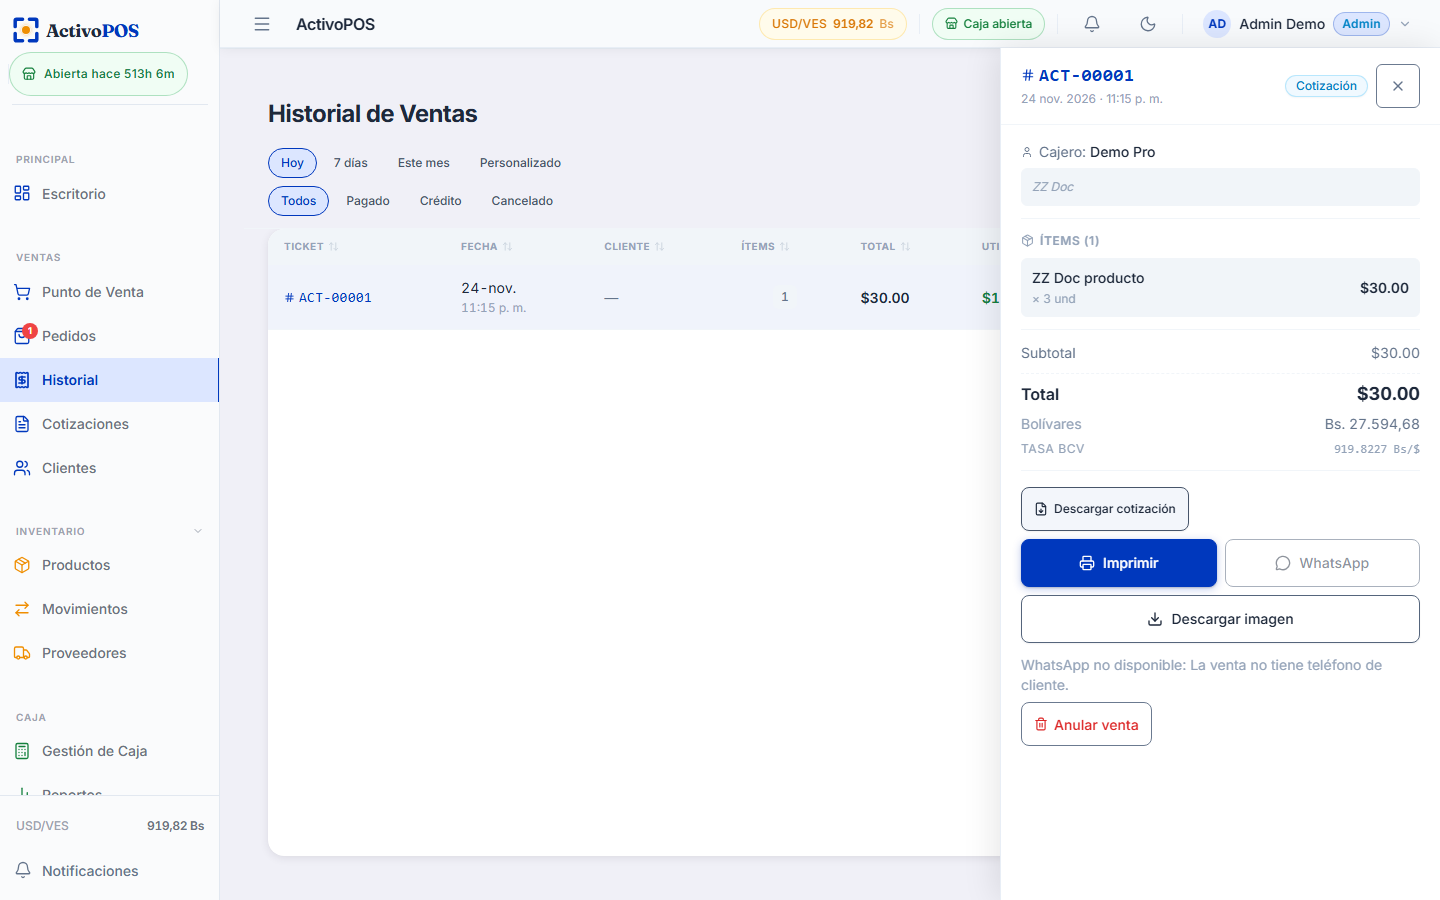 ActivoPOS
Abierta hace 513h 6m
PRINCIPAL
Escritorio
VENTAS
Punto de Venta
1
Pedidos
Historial
Cotizaciones
Clientes
INVENTARIO
Productos
Movimientos
Proveedores
CAJA
Gestión de Caja
Reportes
USD/VES 919,82 Bs
Notificaciones
ActivoPOS
USD/VES 919,82 Bs
Caja abierta
AD Admin Demo Admin
Historial de Ventas
Hoy 7 días Este mes Personalizado
Todos Pagado Crédito Cancelado
TICKET FECHA CLIENTE ÍTEMS TOTAL UTI
# ACT-00001 24-nov. — 1 $30.00 $1
11:15 p. m.
# ACT-00001
24 nov. 2026 · 11:15 p. m.
Cotización
Cajero: Demo Pro
ZZ Doc
ÍTEMS (1)
ZZ Doc producto
× 3 und
$30.00
Subtotal $30.00
Total $30.00
Bolívares Bs. 27.594,68
TASA BCV 919.8227 Bs/$
Descargar cotización
Imprimir WhatsApp
Descargar imagen
WhatsApp no disponible: La venta no tiene teléfono de
cliente.
Anular venta